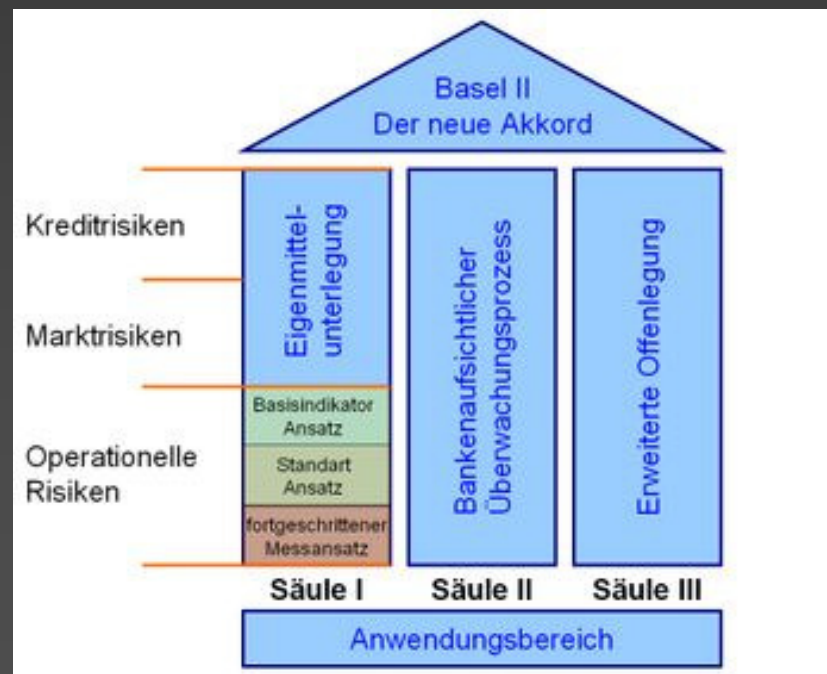 Basel II
Der neue Akkord
Kreditrisiken
Marktrisiken
Operationelle
Risiken
Eigenmittel-
unterlegung
Basisindikator
Ansatz
Standart
Ansatz
fortgeschrittener
Messansatz
Bankenaufsichtlicher
Überwachungsprozess
Erweiterte Offenlegung
Säule I
Säule II
Säule III
Anwendungsbereich